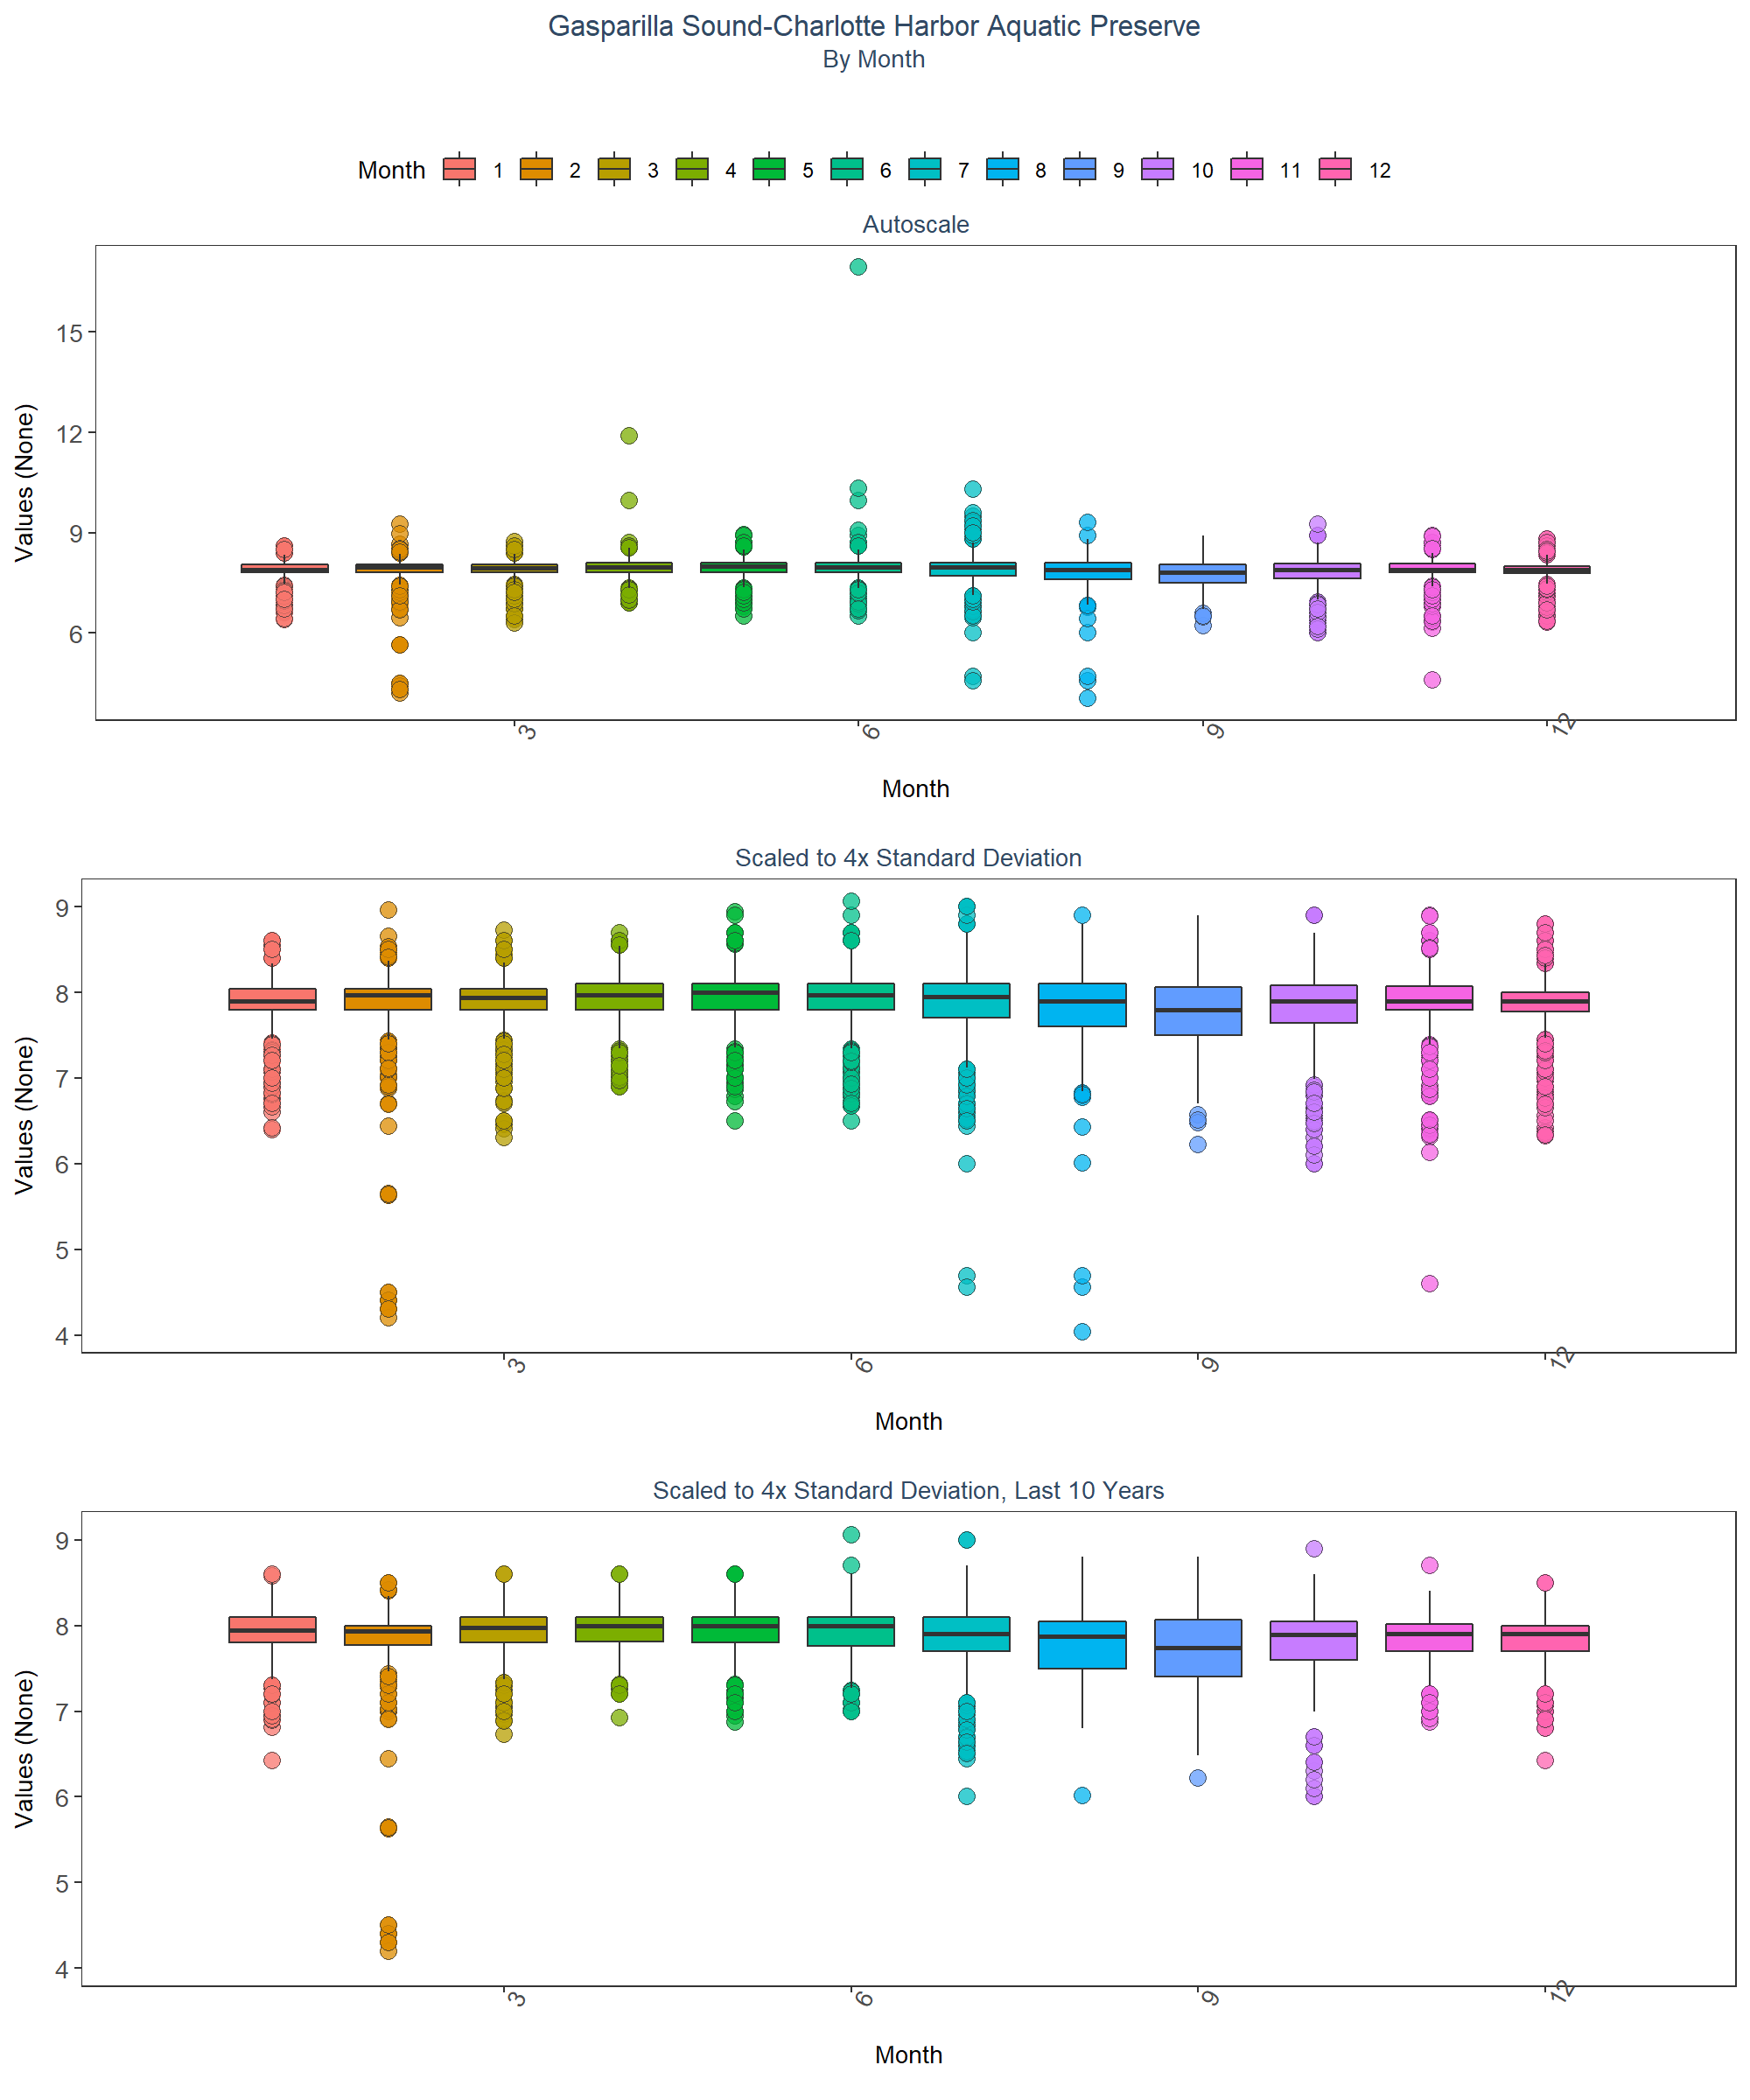 Gasparilla Sound-Charlotte Harbor Aquatic Preserve
By Month
Month 1 2 3 4 5 6 7 8 9 10 11 12
Autoscale
Values (None)
15
12
9
6
3 6 9 12
Month
Scaled to 4x Standard Deviation
Values (None)
9
8
7
6
5
4
3 6 9 12
Month
Scaled to 4x Standard Deviation, Last 10 Years
Values (None)
9
8
7
6
5
4
3 6 9 12
Month